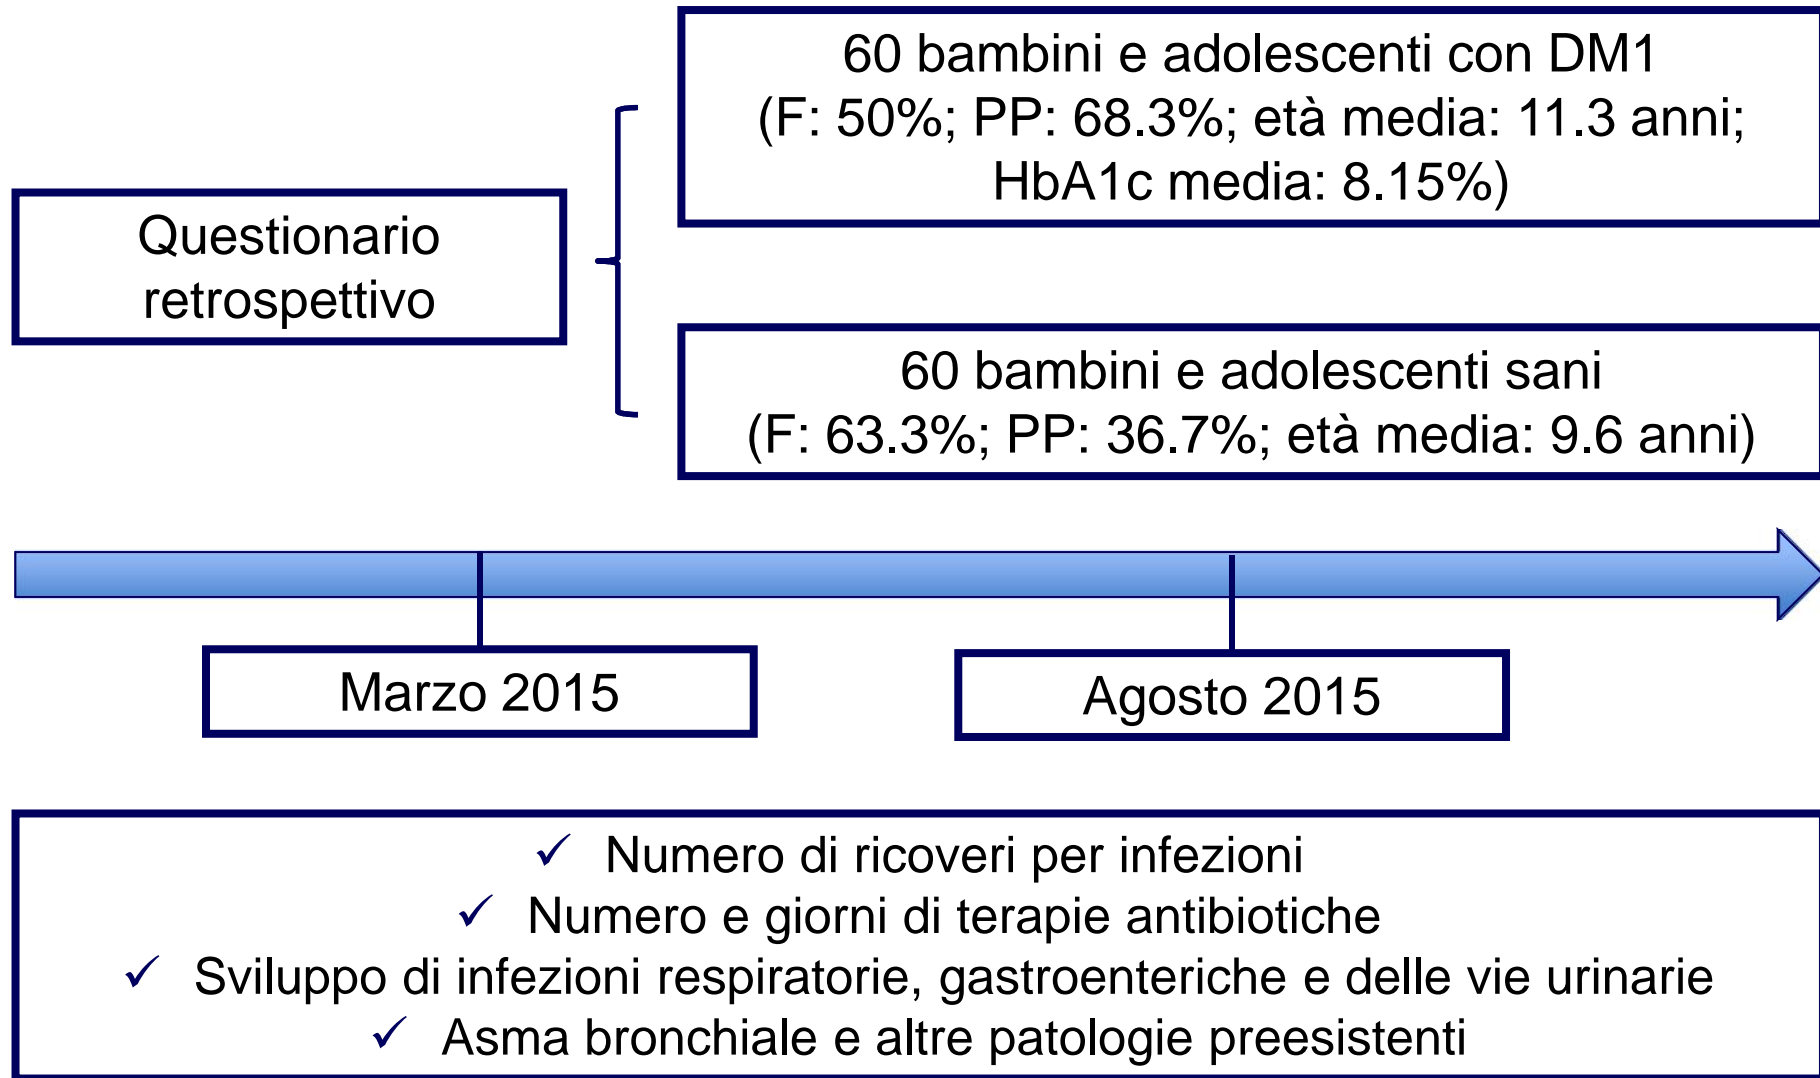 60 bambini e adolescenti con DM1
(F: 50%; PP: 68.3%; età media: 11.3 anni;
HbA1c media: 8.15%)
Questionario
retrospettivo
60 bambini e adolescenti sani
(F: 63.3%; PP: 36.7%; età media: 9.6 anni)
Marzo 2015
Agosto 2015
✓ Numero di ricoveri per infezioni
✓ Numero e giorni di terapie antibiotiche
✓ Sviluppo di infezioni respiratorie, gastroenteriche e delle vie urinarie
✓ Asma bronchiale e altre patologie preesistenti